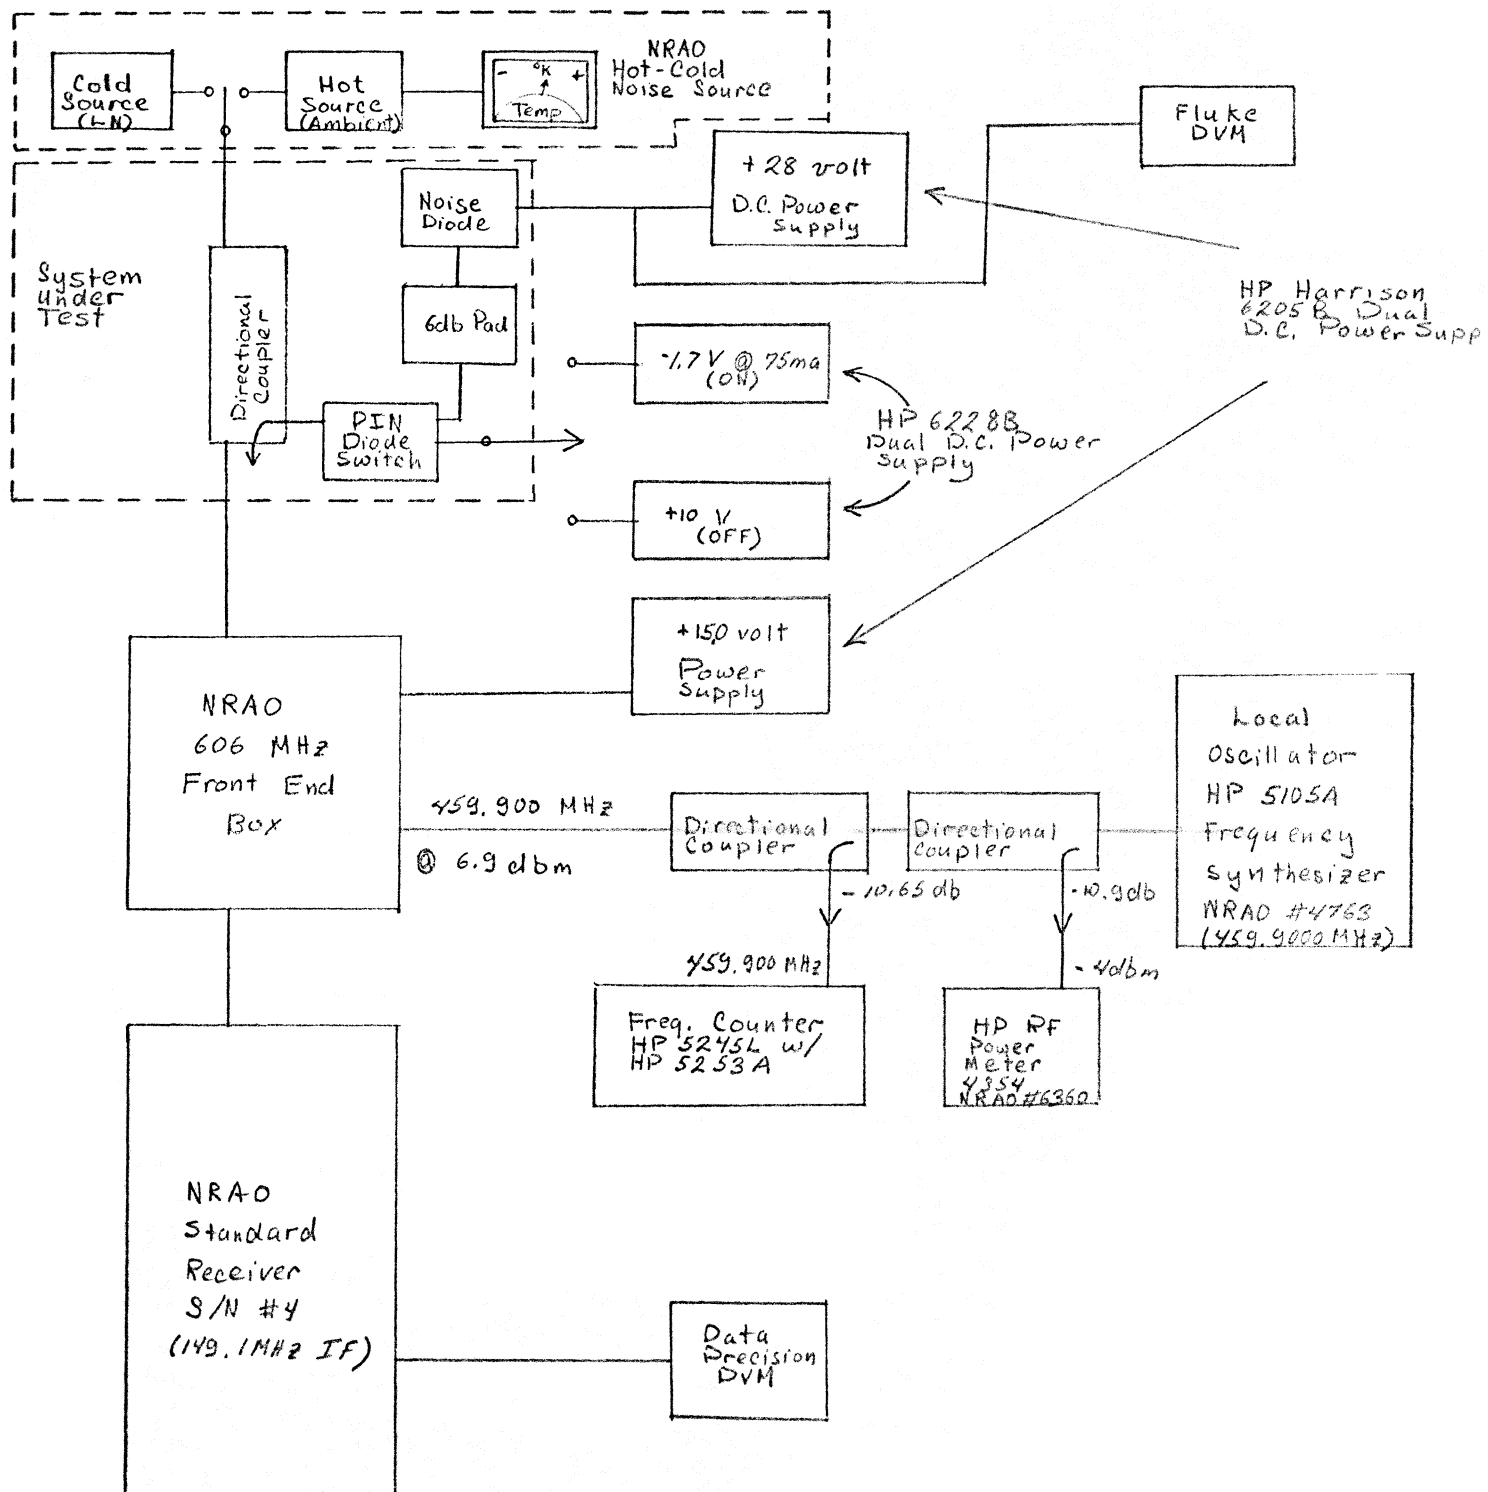 NRAO
Hot-Cold
Noise Source
Cold
Source
(LN)
Hot
Source
(Ambient)
- °K +
Temp
Fluke
DVM
+28 volt
D.C. Power
Supply
Noise
Diode
System
under
Test
Directional
Coupler
6db Pad
PIN
Diode
Switch
-1.7 V @ 75ma
(ON)
HP Harrison
6205B Dual
D.C. Power Supp
HP 6228B
Dual D.C. Power
Supply
+10 V
(OFF)
+15.0 volt
Power
Supply
NRAO
606 MHz
Front End
Box
459.900 MHz
@ 6.9 dbm
Directional
Coupler
Directional
Coupler
Local
Oscillator
HP 5105A
Frequency
Synthesizer
NRAO #4763
(459.9000 MHz)
-10.65 db
-10.9db
459.900 MHz
-4dbm
Freq. Counter
HP 5245L w/
HP 5253A
HP RF
Power
Meter
435A
NRAO #6360
NRAO
Standard
Receiver
S/N #4
(149.1MHz IF)
Data
Precision
DVM